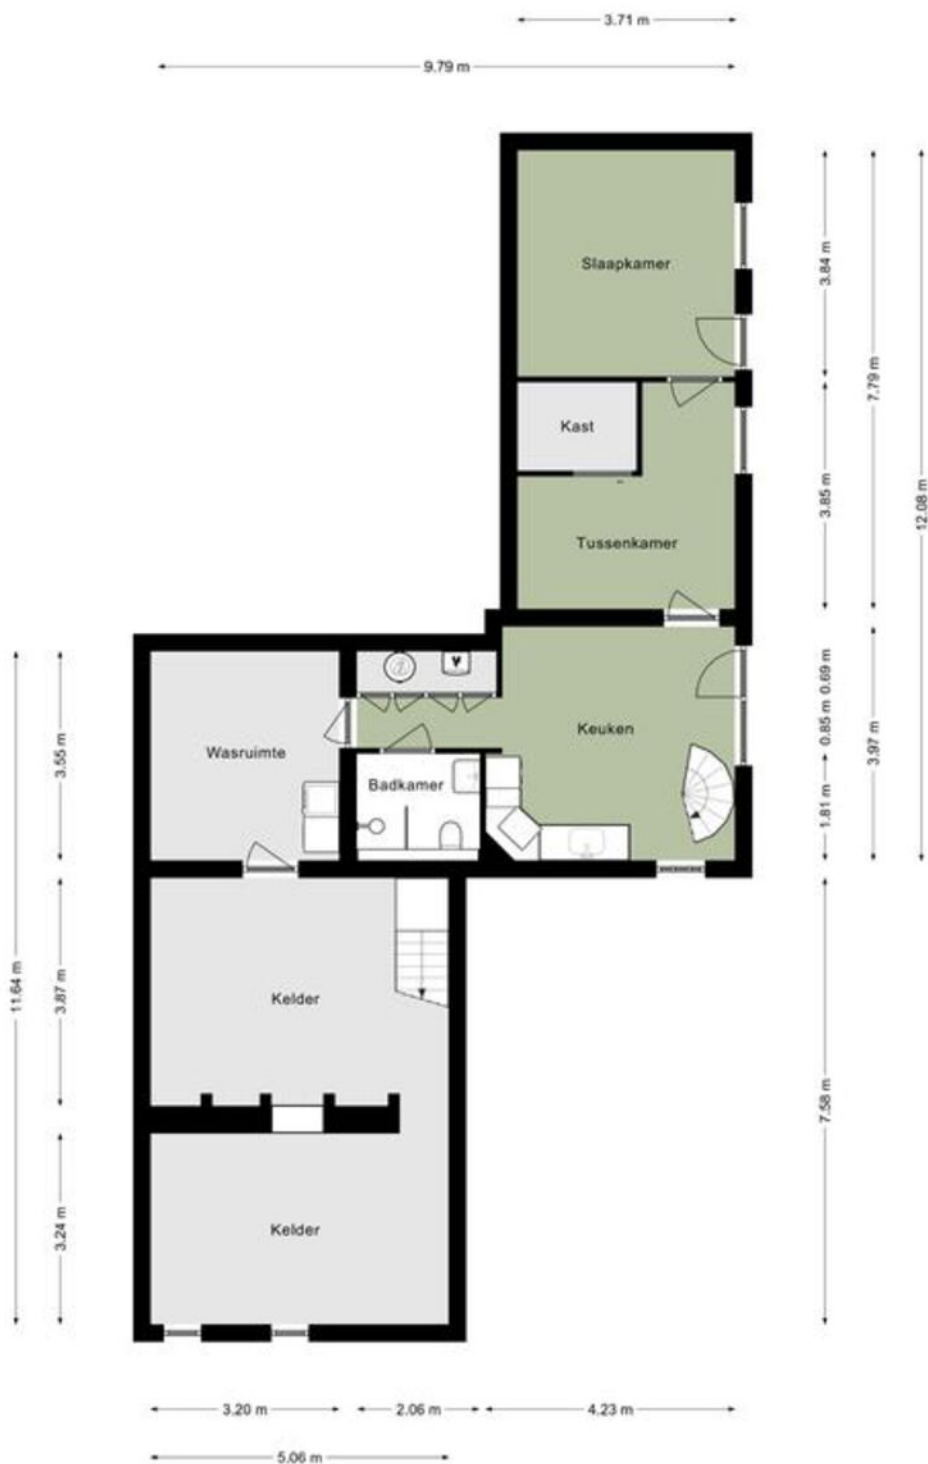 3.71 m
9.79 m
Slaapkamer
3.84 m
7.79 m
Kast
3.85 m
12.08 m
Tussenkamer
0.69 m
Keuken
0.85 m
3.97 m
Wasruimte
3.55 m
Badkamer
1.81 m
11.64 m
3.87 m
Kelder
7.58 m
3.24 m
Kelder
3.20 m
2.06 m
4.23 m
5.06 m